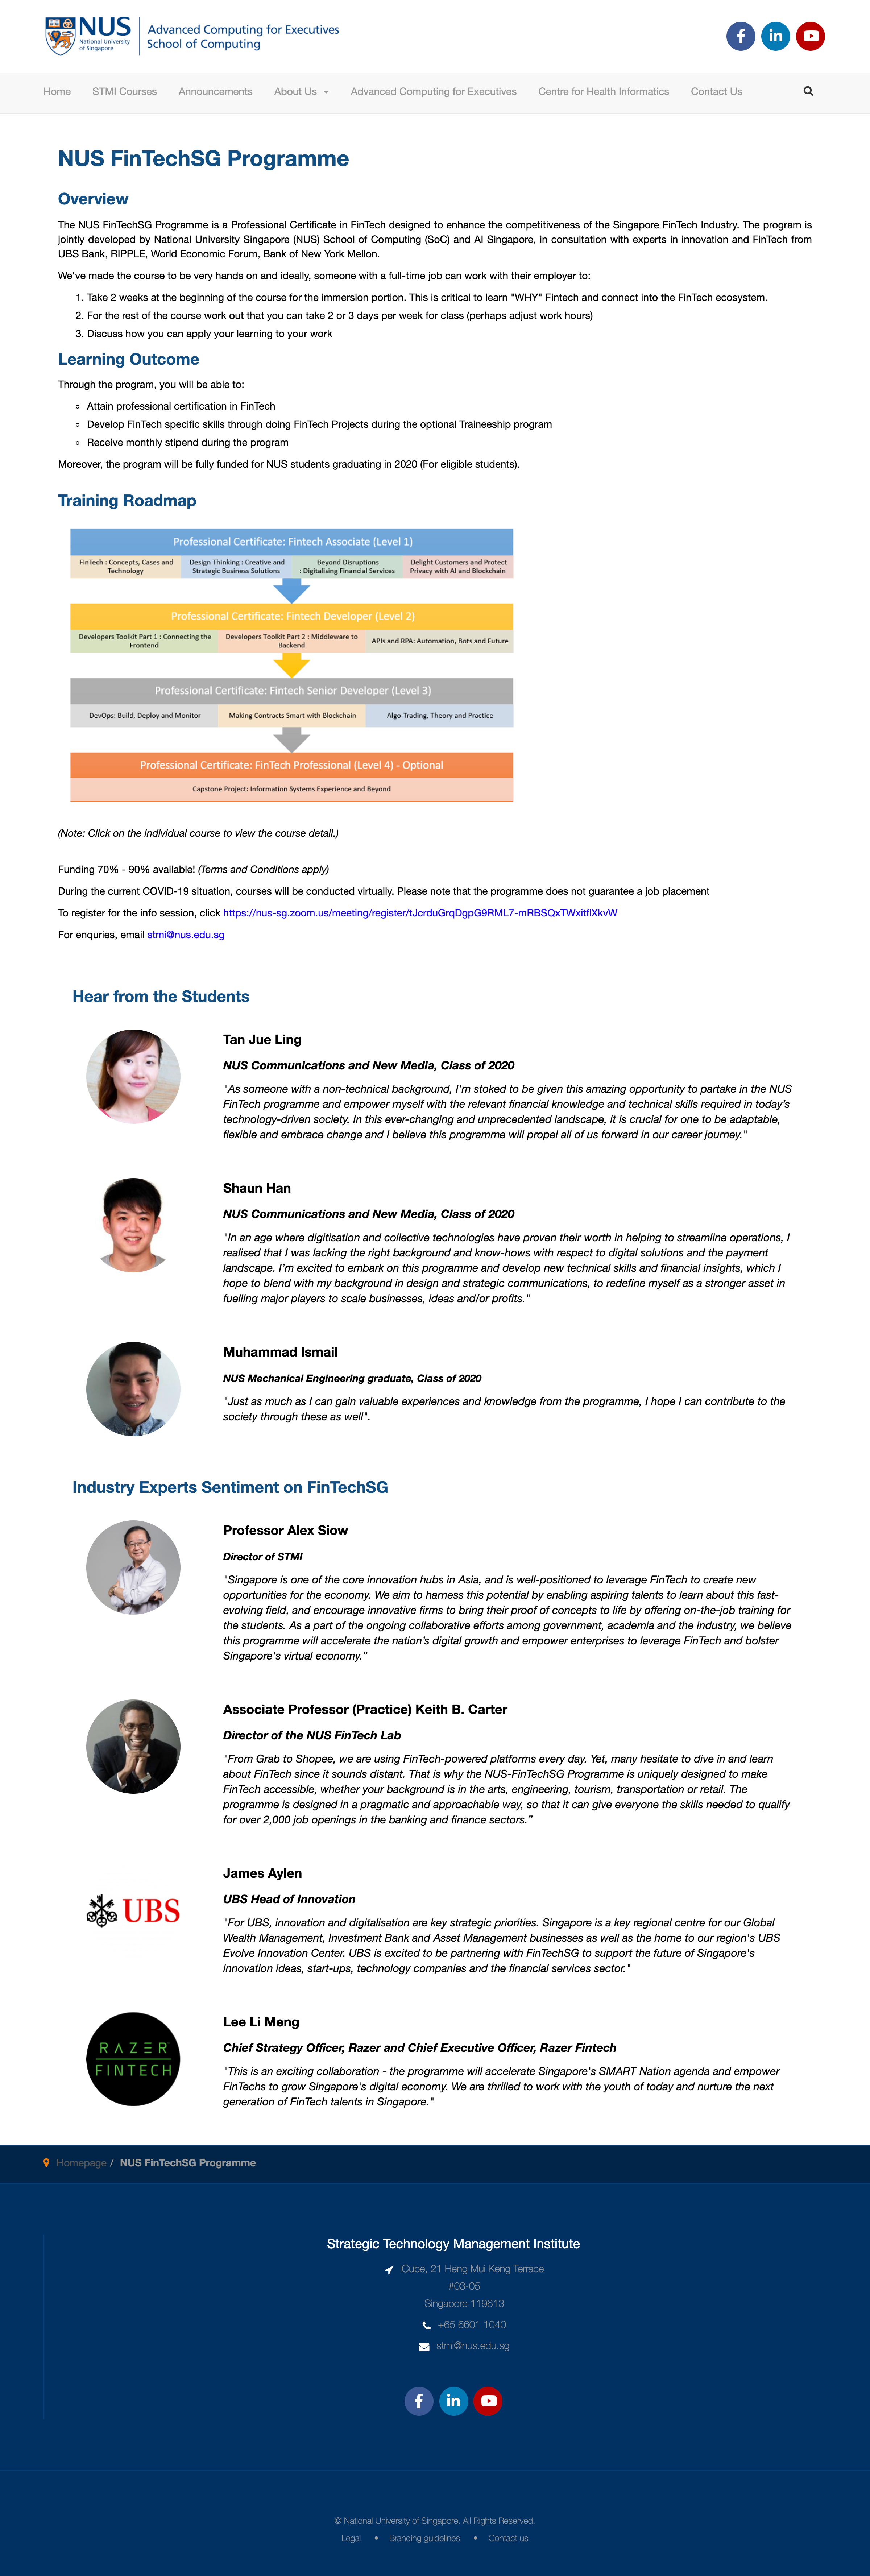 NUS
National University
of Singapore
Advanced Computing for Executives
School of Computing
Home STMI Courses Announcements About Us Advanced Computing for Executives Centre for Health Informatics Contact Us
NUS FinTechSG Programme
Overview
The NUS FinTechSG Programme is a Professional Certificate in FinTech designed to enhance the competitiveness of the Singapore FinTech Industry. The program is
jointly developed by National University Singapore (NUS) School of Computing (SoC) and AI Singapore, in consultation with experts in innovation and FinTech from
UBS Bank, RIPPLE, World Economic Forum, Bank of New York Mellon.
We've made the course to be very hands on and ideally, someone with a full-time job can work with their employer to:
1. Take 2 weeks at the beginning of the course for the immersion portion. This is critical to learn "WHY" Fintech and connect into the FinTech ecosystem.
2. For the rest of the course work out that you can take 2 or 3 days per week for class (perhaps adjust work hours)
3. Discuss how you can apply your learning to your work
Learning Outcome
Through the program, you will be able to:
Attain professional certification in FinTech
Develop FinTech specific skills through doing FinTech Projects during the optional Traineeship program
Receive monthly stipend during the program
Moreover, the program will be fully funded for NUS students graduating in 2020 (For eligible students).
Training Roadmap
Professional Certificate: Fintech Associate (Level 1)
FinTech : Concepts, Cases and
Technology
Design Thinking : Creative and
Strategic Business Solutions
Beyond Disruptions
: Digitalising Financial Services
Delight Customers and Protect
Privacy with AI and Blockchain
Professional Certificate: Fintech Developer (Level 2)
Developers Toolkit Part 1 : Connecting the
Frontend
Developers Toolkit Part 2 : Middleware to
Backend
APIs and RPA: Automation, Bots and Future
Professional Certificate: Fintech Senior Developer (Level 3)
DevOps: Build, Deploy and Monitor
Making Contracts Smart with Blockchain
Algo-Trading, Theory and Practice
Professional Certificate: FinTech Professional (Level 4) - Optional
Capstone Project: Information Systems Experience and Beyond
(Note: Click on the individual course to view the course detail.)
Funding 70% - 90% available! (Terms and Conditions apply)
During the current COVID-19 situation, courses will be conducted virtually. Please note that the programme does not guarantee a job placement
To register for the info session, click https://nus-sg.zoom.us/meeting/register/tJcrduGrqDgpG9RML7-mRBSQxTWxitflXkvW
For enquries, email stmi@nus.edu.sg
Hear from the Students
Tan Jue Ling
NUS Communications and New Media, Class of 2020
"As someone with a non-technical background, I'm stoked to be given this amazing opportunity to partake in the NUS
FinTech programme and empower myself with the relevant financial knowledge and technical skills required in today's
technology-driven society. In this ever-changing and unprecedented landscape, it is crucial for one to be adaptable,
flexible and embrace change and I believe this programme will propel all of us forward in our career journey."
Shaun Han
NUS Communications and New Media, Class of 2020
"In an age where digitisation and collective technologies have proven their worth in helping to streamline operations, I
realised that I was lacking the right background and know-hows with respect to digital solutions and the payment
landscape. I'm excited to embark on this programme and develop new technical skills and financial insights, which I
hope to blend with my background in design and strategic communications, to redefine myself as a stronger asset in
fuelling major players to scale businesses, ideas and/or profits."
Muhammad Ismail
NUS Mechanical Engineering graduate, Class of 2020
"Just as much as I can gain valuable experiences and knowledge from the programme, I hope I can contribute to the
society through these as well".
Industry Experts Sentiment on FinTechSG
Professor Alex Siow
Director of STMI
"Singapore is one of the core innovation hubs in Asia, and is well-positioned to leverage FinTech to create new
opportunities for the economy. We aim to harness this potential by enabling aspiring talents to learn about this fast-
evolving field, and encourage innovative firms to bring their proof of concepts to life by offering on-the-job training for
the students. As a part of the ongoing collaborative efforts among government, academia and the industry, we believe
this programme will accelerate the nation's digital growth and empower enterprises to leverage FinTech and bolster
Singapore's virtual economy."
Associate Professor (Practice) Keith B. Carter
Director of the NUS FinTech Lab
"From Grab to Shopee, we are using FinTech-powered platforms every day. Yet, many hesitate to dive in and learn
about FinTech since it sounds distant. That is why the NUS-FinTechSG Programme is uniquely designed to make
FinTech accessible, whether your background is in the arts, engineering, tourism, transportation or retail. The
programme is designed in a pragmatic and approachable way, so that it can give everyone the skills needed to qualify
for over 2,000 job openings in the banking and finance sectors."
UBS
James Aylen
UBS Head of Innovation
"For UBS, innovation and digitalisation are key strategic priorities. Singapore is a key regional centre for our Global
Wealth Management, Investment Bank and Asset Management businesses as well as the home to our region's UBS
Evolve Innovation Center. UBS is excited to be partnering with FinTechSG to support the future of Singapore's
innovation ideas, start-ups, technology companies and the financial services sector."
RAZER
FINTECH
Lee Li Meng
Chief Strategy Officer, Razer and Chief Executive Officer, Razer Fintech
"This is an exciting collaboration - the programme will accelerate Singapore's SMART Nation agenda and empower
FinTechs to grow Singapore's digital economy. We are thrilled to work with the youth of today and nurture the next
generation of FinTech talents in Singapore."
Homepage / NUS FinTechSG Programme
Strategic Technology Management Institute
ICube, 21 Heng Mui Keng Terrace
#03-05
Singapore 119613
+65 6601 1040
stmi@nus.edu.sg
© National University of Singapore. All Rights Reserved.
Legal • Branding guidelines • Contact us